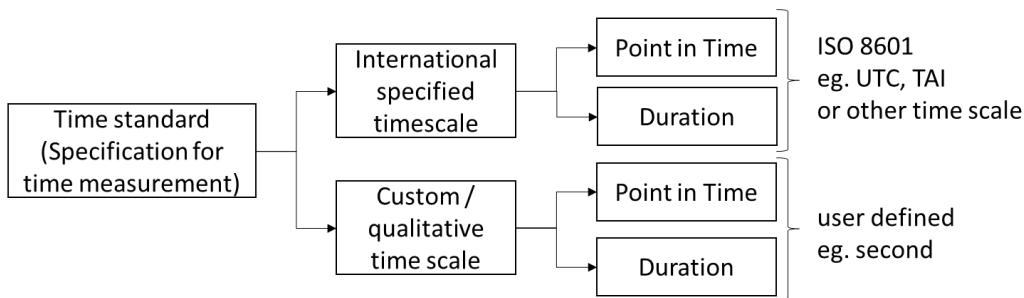 Time standard
(Specification for
time measurement)
International
specified
timescale
Point in Time
Duration
ISO 8601
eg. UTC, TAI
or other time scale
Custom /
qualitative
time scale
Point in Time
Duration
user defined
eg. second